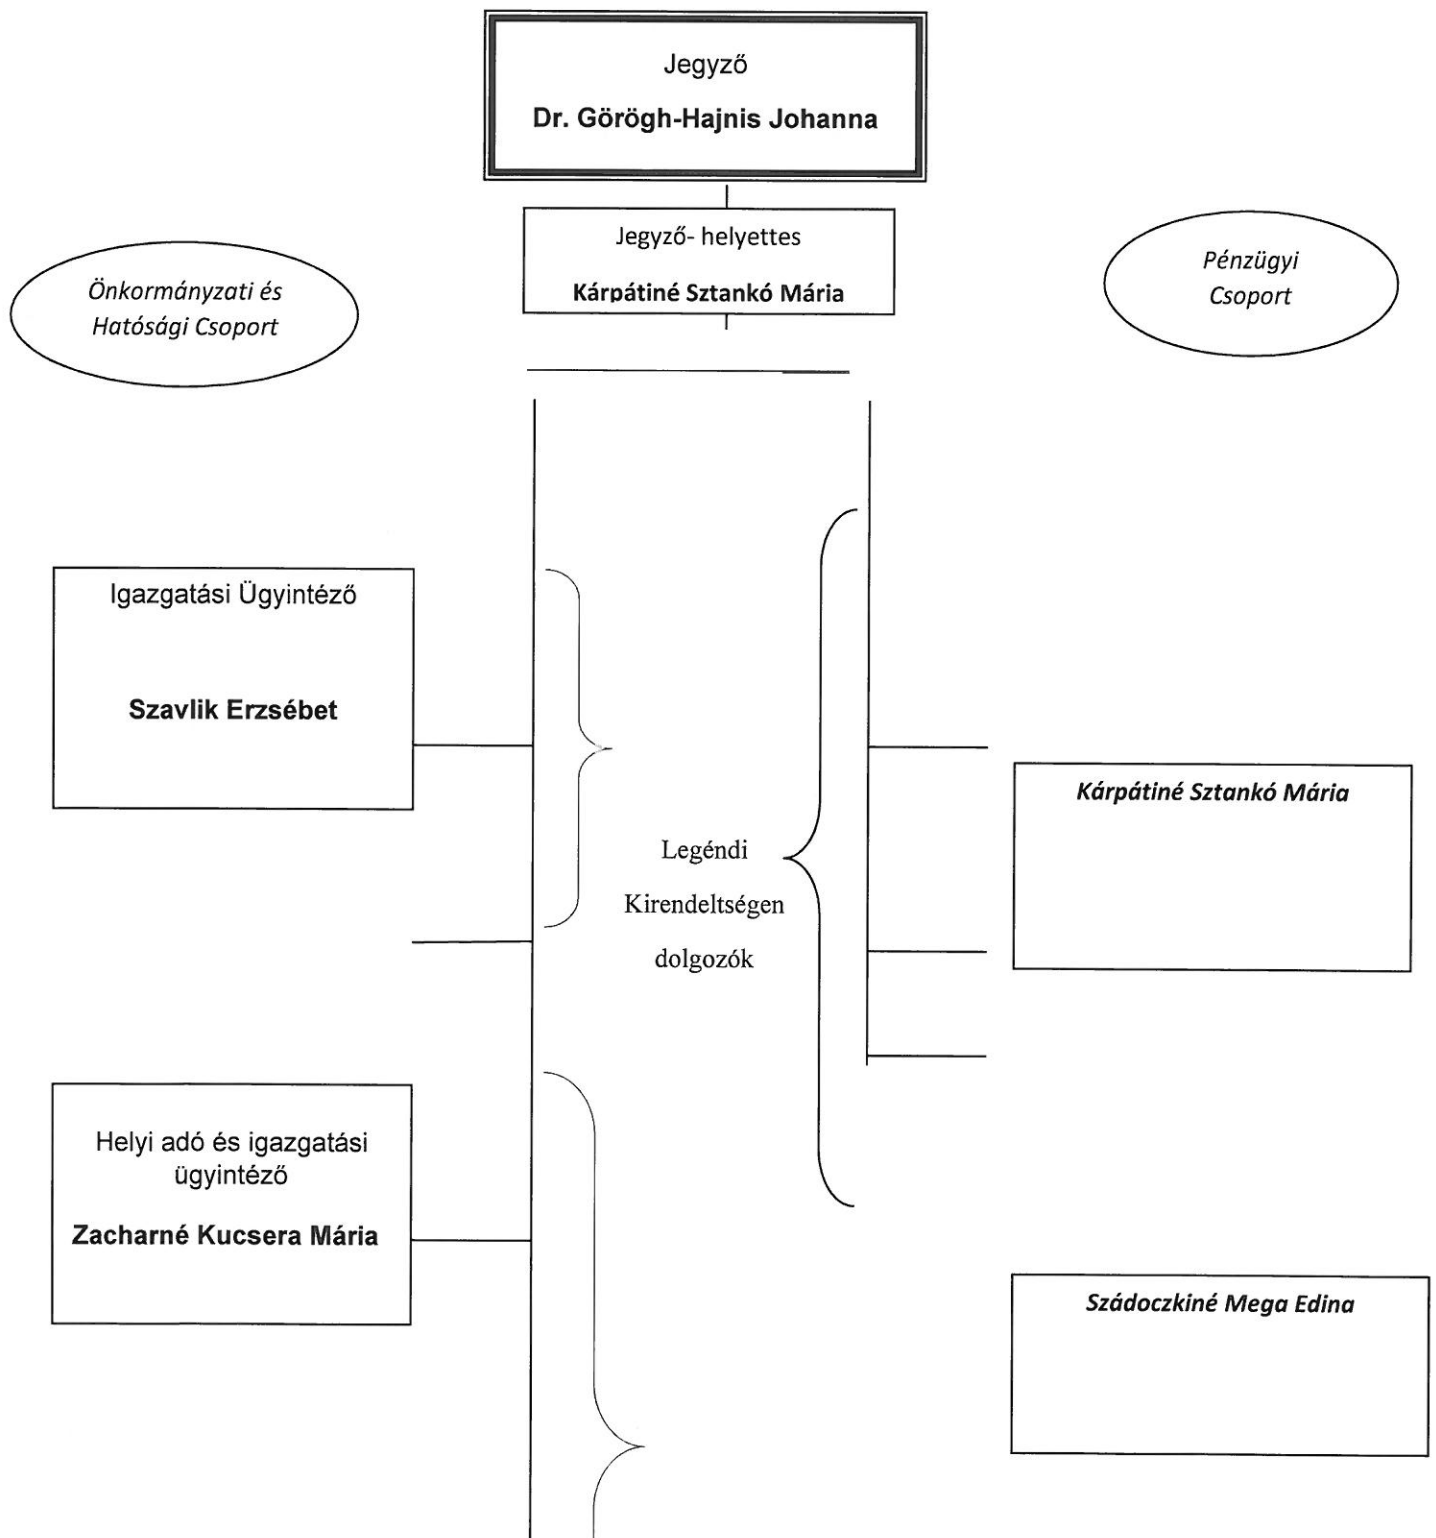 Jegyző
Dr. Görögh-Hajnis Johanna
Jegyző- helyettes
Kárpátiné Sztankó Mária
Önkormányzati és
Hatósági Csoport
Pénzügyi
Csoport
Igazgatási Ügyintéző
Szavlik Erzsébet
Kárpátiné Sztankó Mária
Legéndi
Kirendeltségen
dolgozók
Helyi adó és igazgatási
ügyintéző
Zacharné Kucsera Mária
Szádoczkiné Mega Edina